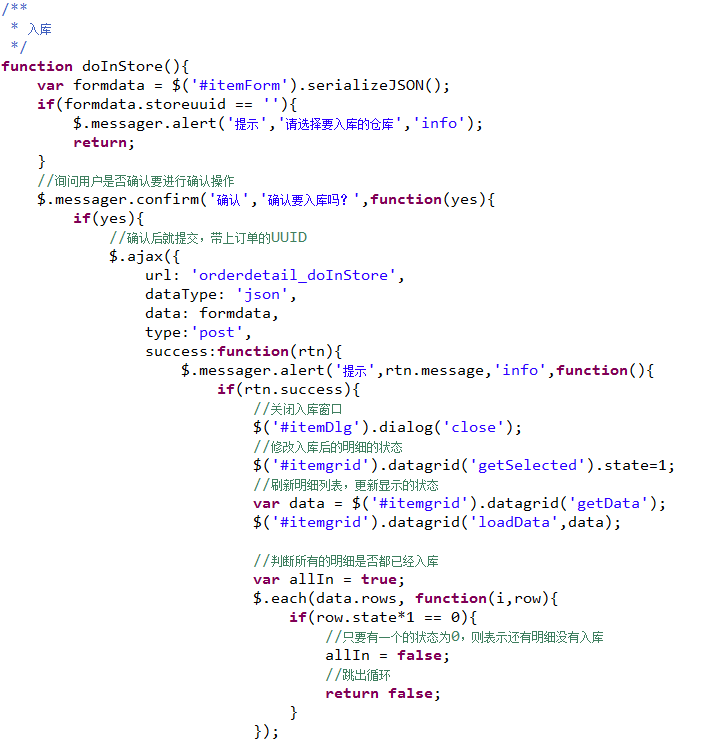 /**
 * 入库
 */
function doInStore(){
    var formdata = $('#itemForm').serializeJSON();
    if(formdata.storeuuid == ''){
        $.messager.alert('提示','请选择要入库的仓库','info');
        return;
    }
    //询问用户是否确认要进行确认操作
    $.messager.confirm('确认','确认要入库吗？',function(yes){
        if(yes){
            //确认后就提交，带上订单的UUID
            $.ajax({
                url: 'orderdetail_doInStore',
                dataType: 'json',
                data: formdata,
                type:'post',
                success:function(rtn){
                    $.messager.alert('提示',rtn.message,'info',function(){
                        if(rtn.success){
                            //关闭入库窗口
                            $('#itemDlg').dialog('close');
                            //修改入库后的明细的状态
                            $('#itemgrid').datagrid('getSelected').state=1;
                            //刷新明细列表，更新显示的状态
                            var data = $('#itemgrid').datagrid('getData');
                            $('#itemgrid').datagrid('loadData',data);

                            //判断所有的明细是否都已经入库
                            var allIn = true;
                            $.each(data.rows, function(i,row){
                                if(row.state*1 == 0){
                                    //只要有一个的状态为0，则表示还有明细没有入库
                                    allIn = false;
                                    //跳出循环
                                    return false;
                                }
                            });